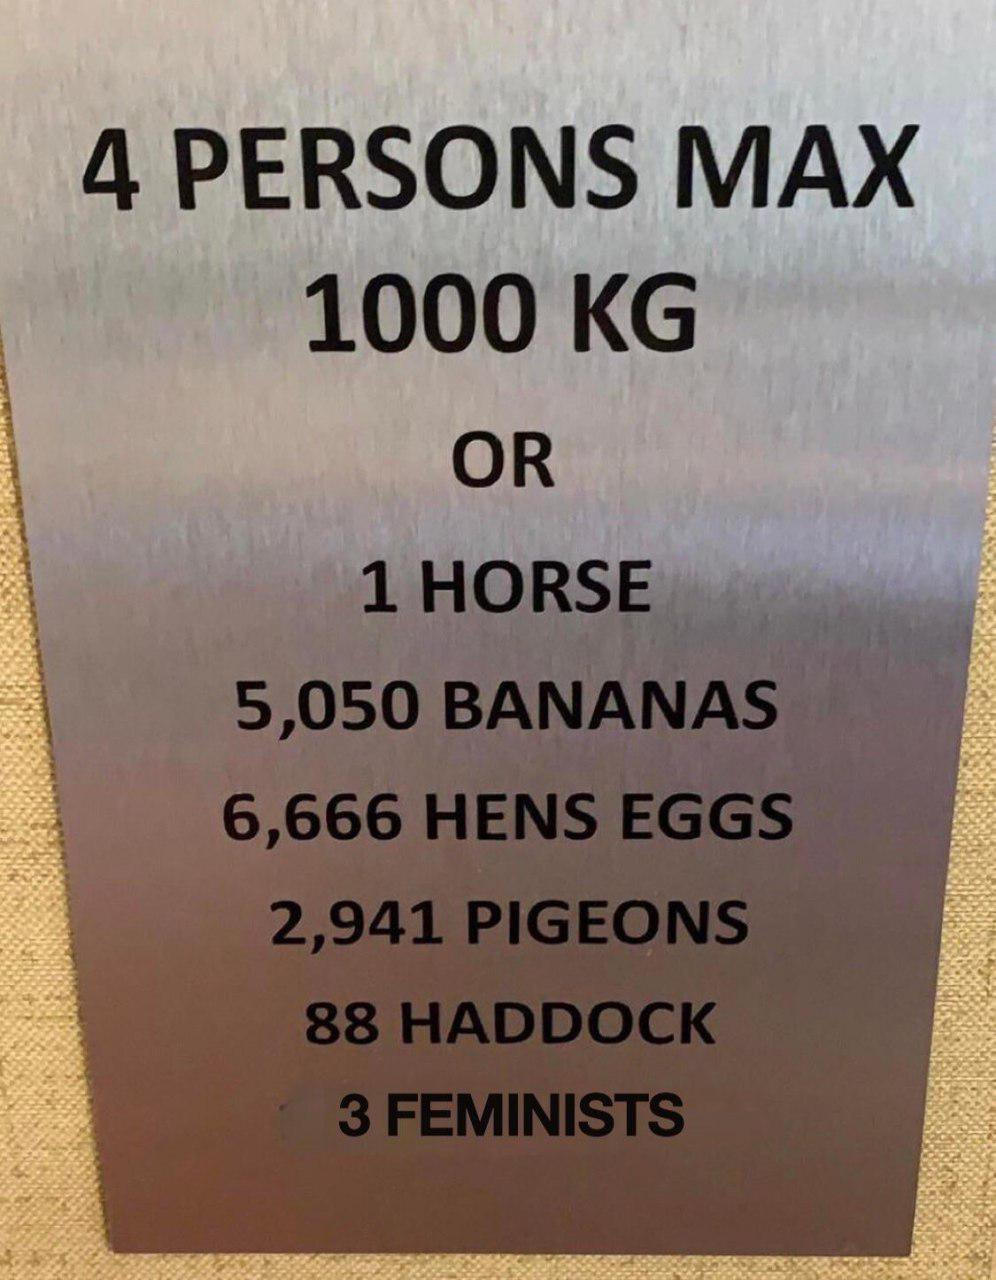 4 PERSONS MAX
1000 KG
OR
1 HORSE
5,050 BANANAS
6,666 HENS EGGS
2,941 PIGEONS
88 HADDOCK
3 FEMINISTS